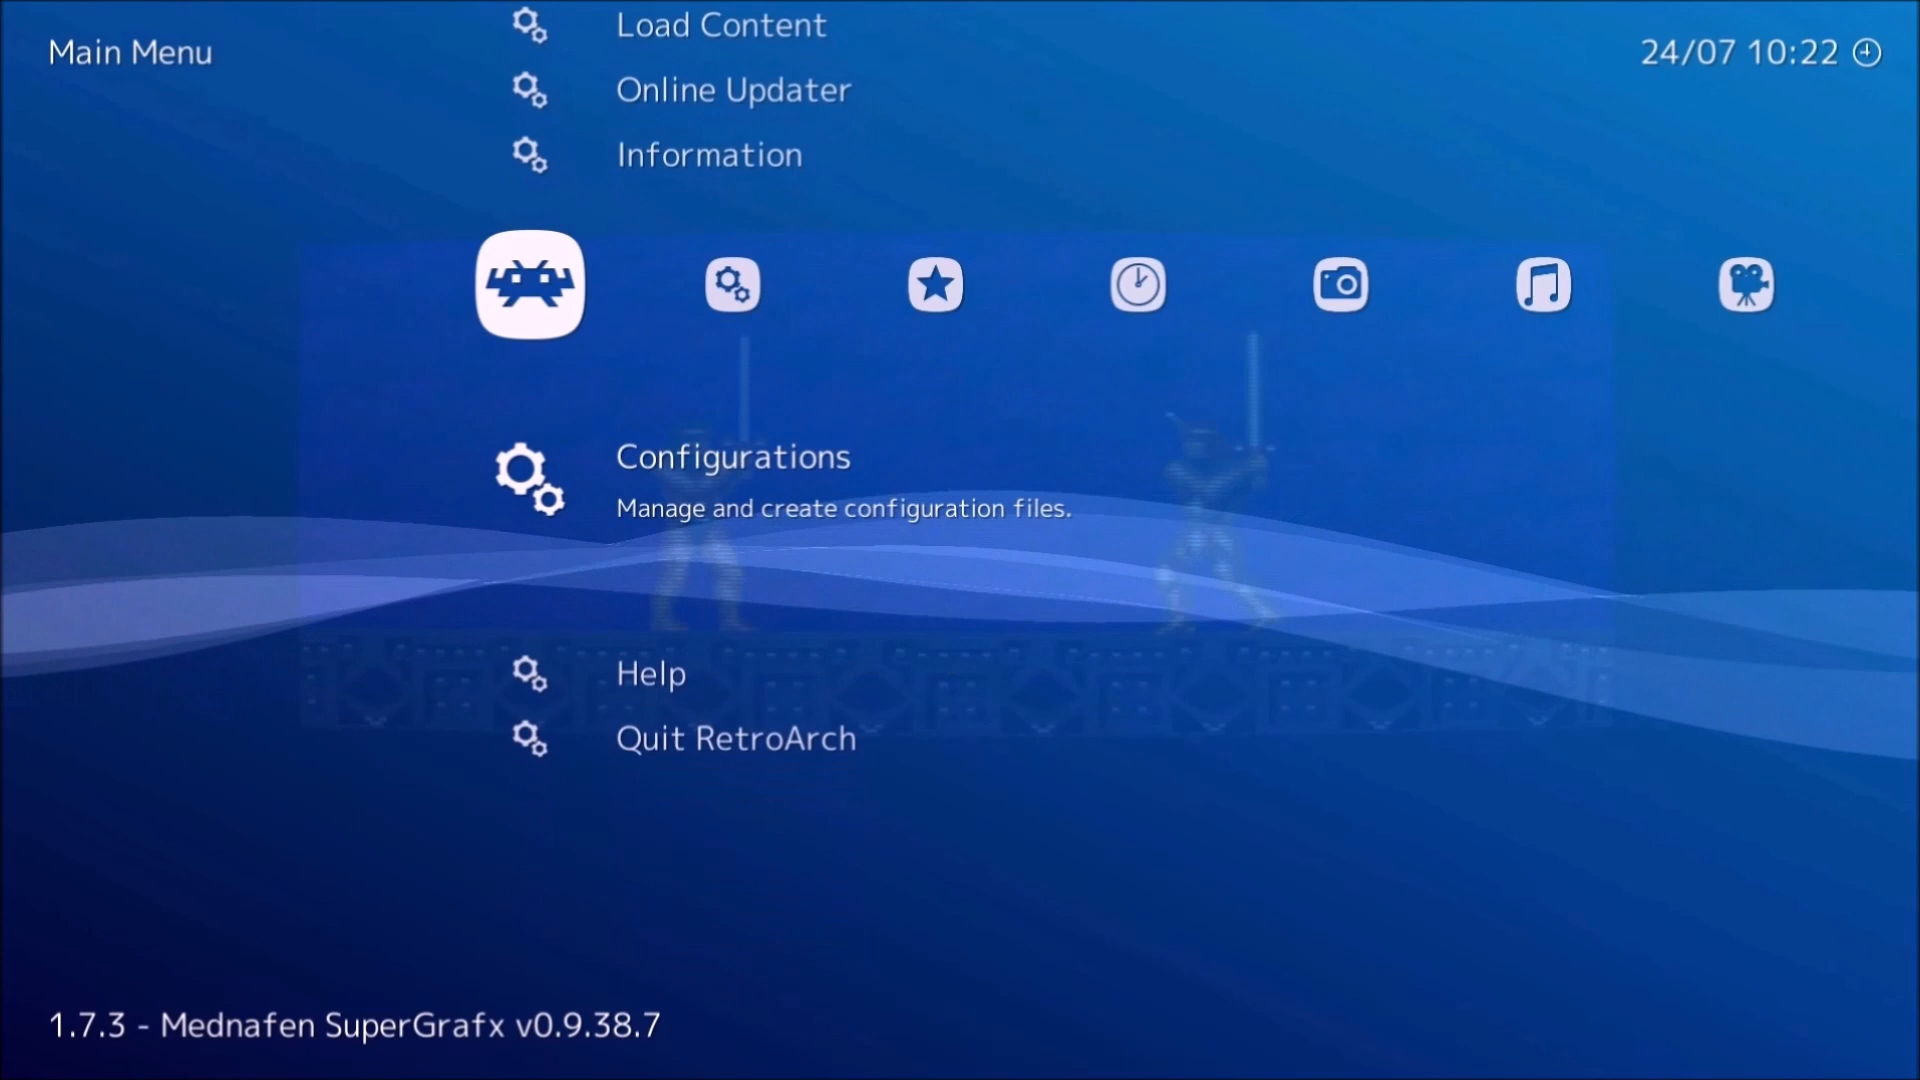 Load Content
Main Menu
24/07 10:22
Online Updater
Information
Configurations
Manage and create configuration files.
Help
Quit RetroArch
1.7.3 - Mednafen SuperGrafx v0.9.38.7